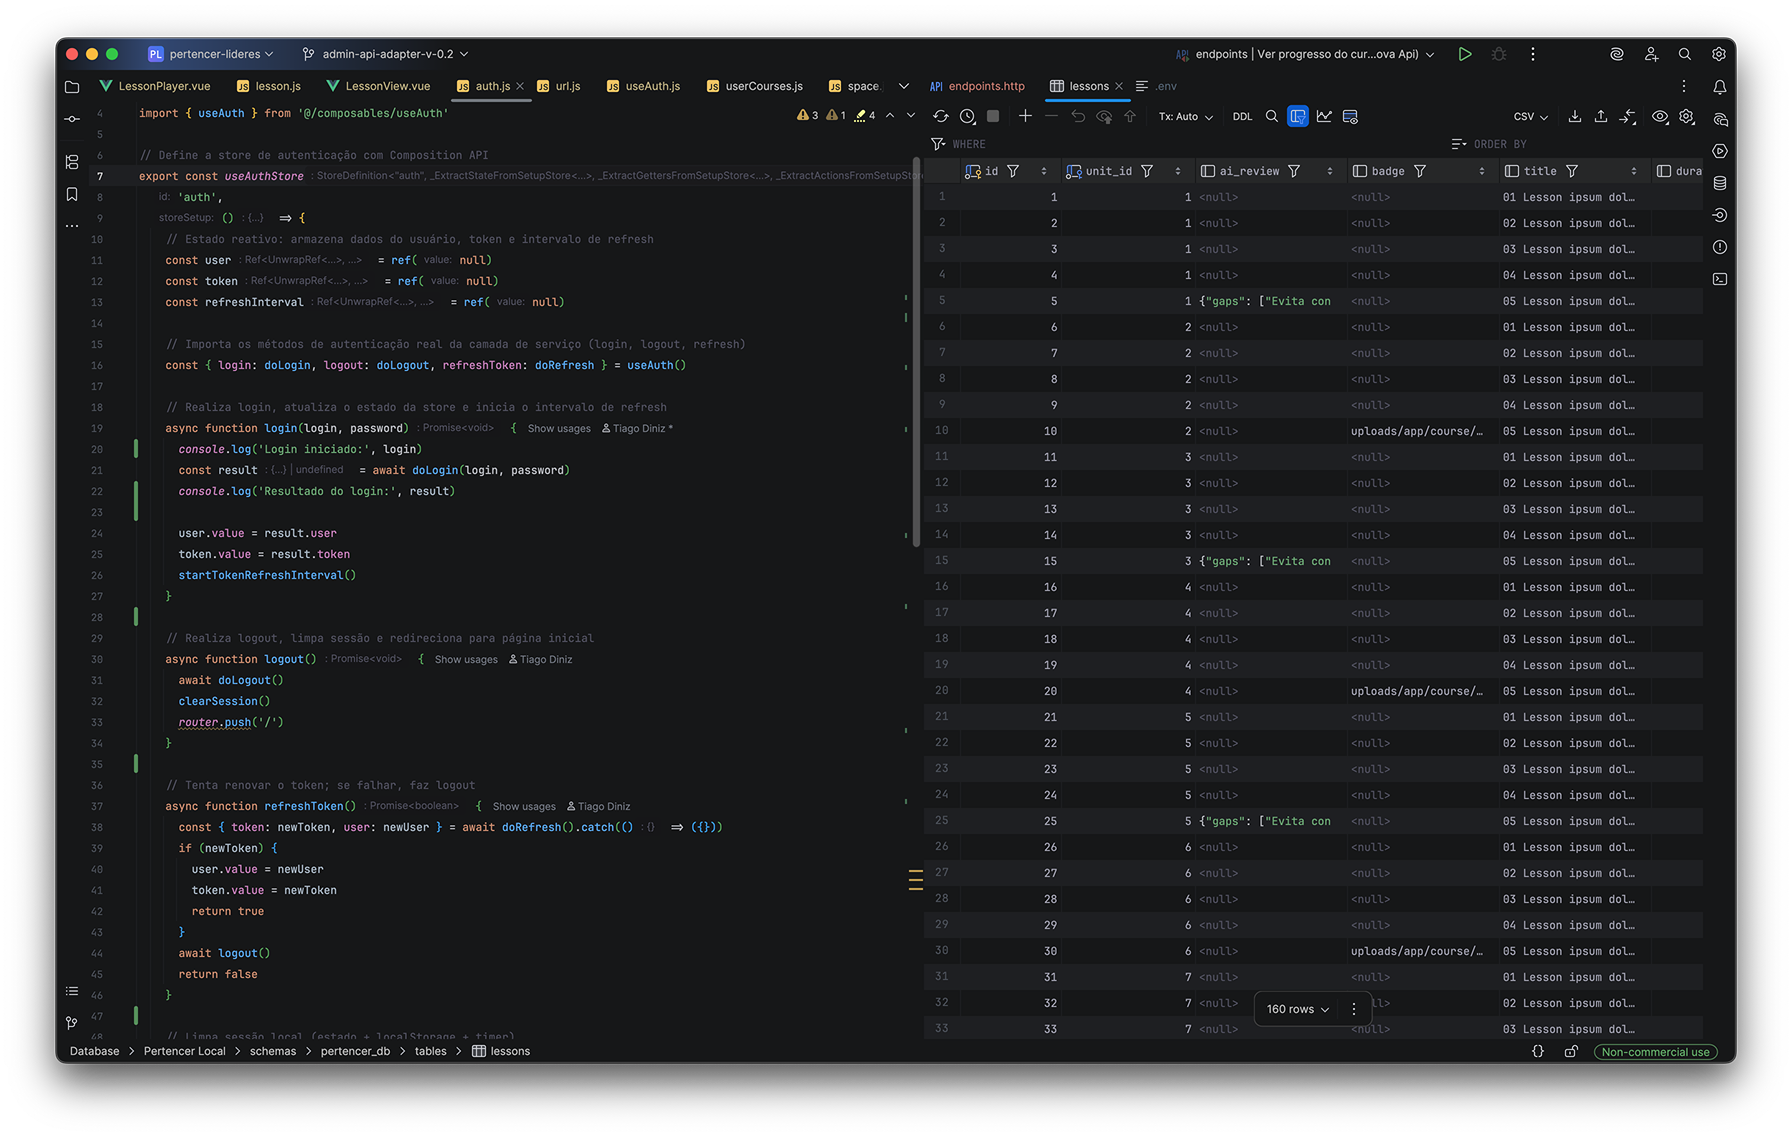 PL pertencer-lideres
admin-api-adapter-v-0.2
API endpoints | Ver progresso do cur...ova Api)
LessonPlayer.vue
JS lesson.js
LessonView.vue
JS auth.js
JS url.js
JS useAuth.js
JS userCourses.js
JS space.
API endpoints.http
lessons
.env
3 1 4
Tx: Auto
DDL
CSV
WHERE
ORDER BY
4 import { useAuth } from '@/composables/useAuth'
5
6 // Define a store de autenticação com Composition API
7 export const useAuthStore : StoreDefinition<"auth", _ExtractStateFromSetupStore<...>, _ExtractGettersFromSetupStore<...>, _ExtractActionsFromSetupStore
8 id: 'auth',
9 storeSetup: () : {...} ⇒ {
10 // Estado reativo: armazena dados do usuário, token e intervalo de refresh
11 const user : Ref<UnwrapRef<...>, ...> = ref( value: null)
12 const token : Ref<UnwrapRef<...>, ...> = ref( value: null)
13 const refreshInterval : Ref<UnwrapRef<...>, ...> = ref( value: null)
14
15 // Importa os métodos de autenticação real da camada de serviço (login, logout, refresh)
16 const { login: doLogin, logout: doLogout, refreshToken: doRefresh } = useAuth()
17
18 // Realiza login, atualiza o estado da store e inicia o intervalo de refresh
19 async function login(login, password) : Promise<void> { Show usages Tiago Diniz *
20 console.log('Login iniciado:', login)
21 const result : {...} | undefined = await doLogin(login, password)
22 console.log('Resultado do login:', result)
23
24 user.value = result.user
25 token.value = result.token
26 startTokenRefreshInterval()
27 }
28
29 // Realiza logout, limpa sessão e redireciona para página inicial
30 async function logout() : Promise<void> { Show usages Tiago Diniz
31 await doLogout()
32 clearSession()
33 router.push('/')
34 }
35
36 // Tenta renovar o token; se falhar, faz logout
37 async function refreshToken() : Promise<boolean> { Show usages Tiago Diniz
38 const { token: newToken, user: newUser } = await doRefresh().catch(() : {} ⇒ ({}))
39 if (newToken) {
40 user.value = newUser
41 token.value = newToken
42 return true
43 }
44 await logout()
45 return false
46 }
47
48 // Limpa sessão local (estado + localStorage + timer)
id unit_id ai_review badge title dura
1 1 1 <null> <null> 01 Lesson ipsum dol…
2 2 1 <null> <null> 02 Lesson ipsum dol…
3 3 1 <null> <null> 03 Lesson ipsum dol…
4 4 1 <null> <null> 04 Lesson ipsum dol…
5 5 1 {"gaps": ["Evita con <null> 05 Lesson ipsum dol…
6 6 2 <null> <null> 01 Lesson ipsum dol…
7 7 2 <null> <null> 02 Lesson ipsum dol…
8 8 2 <null> <null> 03 Lesson ipsum dol…
9 9 2 <null> <null> 04 Lesson ipsum dol…
10 10 2 <null> uploads/app/course/… 05 Lesson ipsum dol…
11 11 3 <null> <null> 01 Lesson ipsum dol…
12 12 3 <null> <null> 02 Lesson ipsum dol…
13 13 3 <null> <null> 03 Lesson ipsum dol…
14 14 3 <null> <null> 04 Lesson ipsum dol…
15 15 3 {"gaps": ["Evita con <null> 05 Lesson ipsum dol…
16 16 4 <null> <null> 01 Lesson ipsum dol…
17 17 4 <null> <null> 02 Lesson ipsum dol…
18 18 4 <null> <null> 03 Lesson ipsum dol…
19 19 4 <null> <null> 04 Lesson ipsum dol…
20 20 4 <null> uploads/app/course/… 05 Lesson ipsum dol…
21 21 5 <null> <null> 01 Lesson ipsum dol…
22 22 5 <null> <null> 02 Lesson ipsum dol…
23 23 5 <null> <null> 03 Lesson ipsum dol…
24 24 5 <null> <null> 04 Lesson ipsum dol…
25 25 5 {"gaps": ["Evita con <null> 05 Lesson ipsum dol…
26 26 6 <null> <null> 01 Lesson ipsum dol…
27 27 6 <null> <null> 02 Lesson ipsum dol…
28 28 6 <null> <null> 03 Lesson ipsum dol…
29 29 6 <null> <null> 04 Lesson ipsum dol…
30 30 6 <null> uploads/app/course/… 05 Lesson ipsum dol…
31 31 7 <null> <null> 01 Lesson ipsum dol…
32 32 7 <null> 02 Lesson ipsum dol…
33 33 7 <null> <null> 03 Lesson ipsum dol…
160 rows
Database > Pertencer Local > schemas > pertencer_db > tables > lessons
{}
Non-commercial use